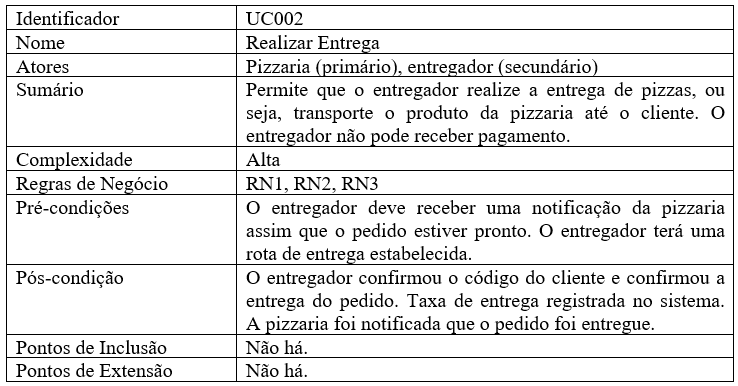 Identificador UC002
Nome Realizar Entrega
Atores Pizzaria (primário), entregador (secundário)
Sumário Permite que o entregador realize a entrega de pizzas, ou
seja, transporte o produto da pizzaria até o cliente. O
entregador não pode receber pagamento.
Complexidade Alta
Regras de Negócio RN1, RN2, RN3
Pré-condições O entregador deve receber uma notificação da pizzaria
assim que o pedido estiver pronto. O entregador terá uma
rota de entrega estabelecida.
Pós-condição O entregador confirmou o código do cliente e confirmou a
entrega do pedido. Taxa de entrega registrada no sistema.
A pizzaria foi notificada que o pedido foi entregue.
Pontos de Inclusão Não há.
Pontos de Extensão Não há.